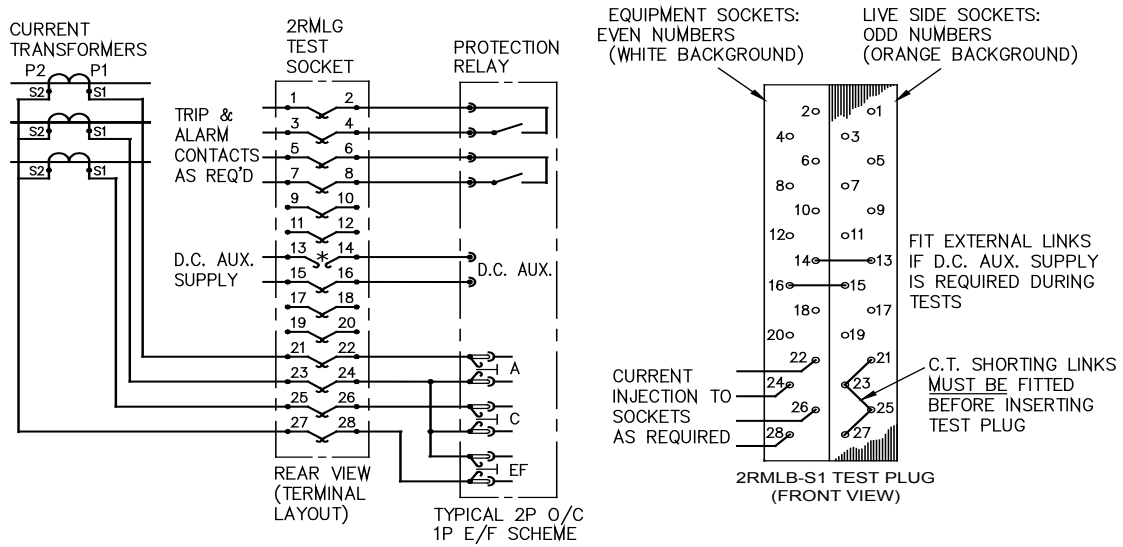 CURRENT
TRANSFORMERS
P2 P1
S2 S1
S2 S1
S2 S1
2RMLG
TEST
SOCKET
PROTECTION
RELAY
TRIP &
ALARM
CONTACTS
AS REQ'D
D.C. AUX.
SUPPLY
1 2
3 4
5 6
7 8
9 10
11 12
13 * 14
15 16
17 18
19 20
21 22
23 24
25 26
27 28
D.C. AUX.
A
C
EF
REAR VIEW
(TERMINAL
LAYOUT)
TYPICAL 2P O/C
1P E/F SCHEME
EQUIPMENT SOCKETS:
EVEN NUMBERS
(WHITE BACKGROUND)
LIVE SIDE SOCKETS:
ODD NUMBERS
(ORANGE BACKGROUND)
2 1
4 3
6 5
8 7
10 9
12 11
14 13
16 15
18 17
20 19
22 21
24 23
26 25
28 27
FIT EXTERNAL LINKS
IF D.C. AUX. SUPPLY
IS REQUIRED DURING
TESTS
C.T. SHORTING LINKS
MUST BE FITTED
BEFORE INSERTING
TEST PLUG
CURRENT
INJECTION TO
SOCKETS
AS REQUIRED
2RMLB-S1 TEST PLUG
(FRONT VIEW)